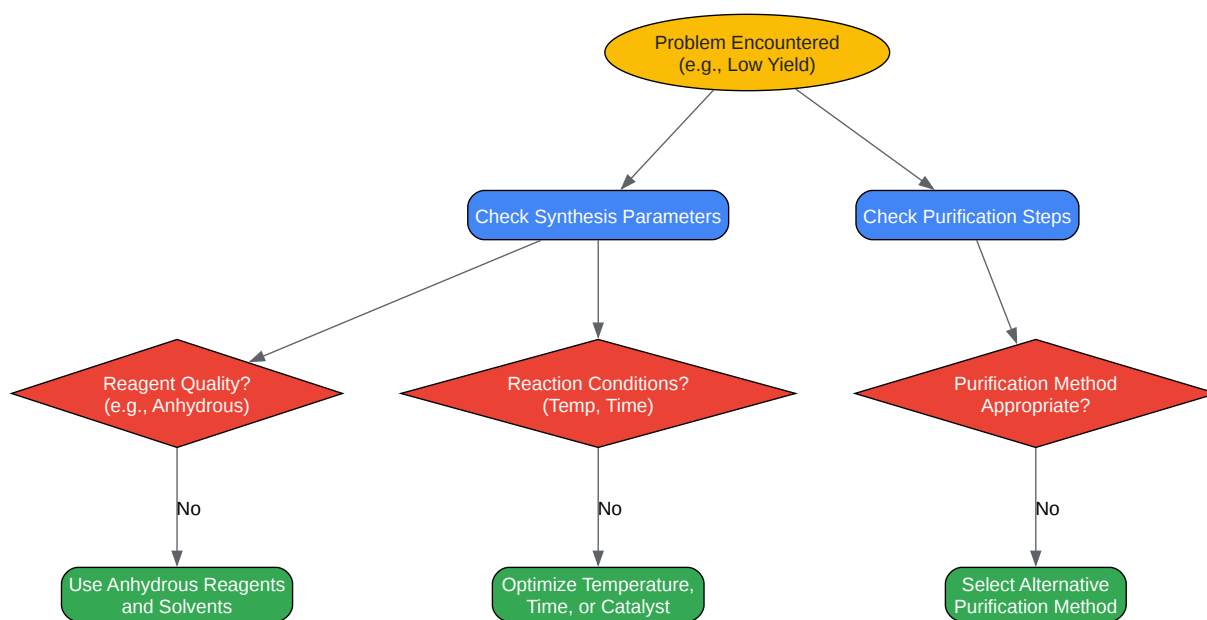 Problem Encountered
(e.g., Low Yield)
Check Synthesis Parameters
Check Purification Steps
Reagent Quality?
(e.g., Anhydrous)
Reaction Conditions?
(Temp, Time)
Purification Method
Appropriate?
No
No
No
Use Anhydrous Reagents
and Solvents
Optimize Temperature,
Time, or Catalyst
Select Alternative
Purification Method